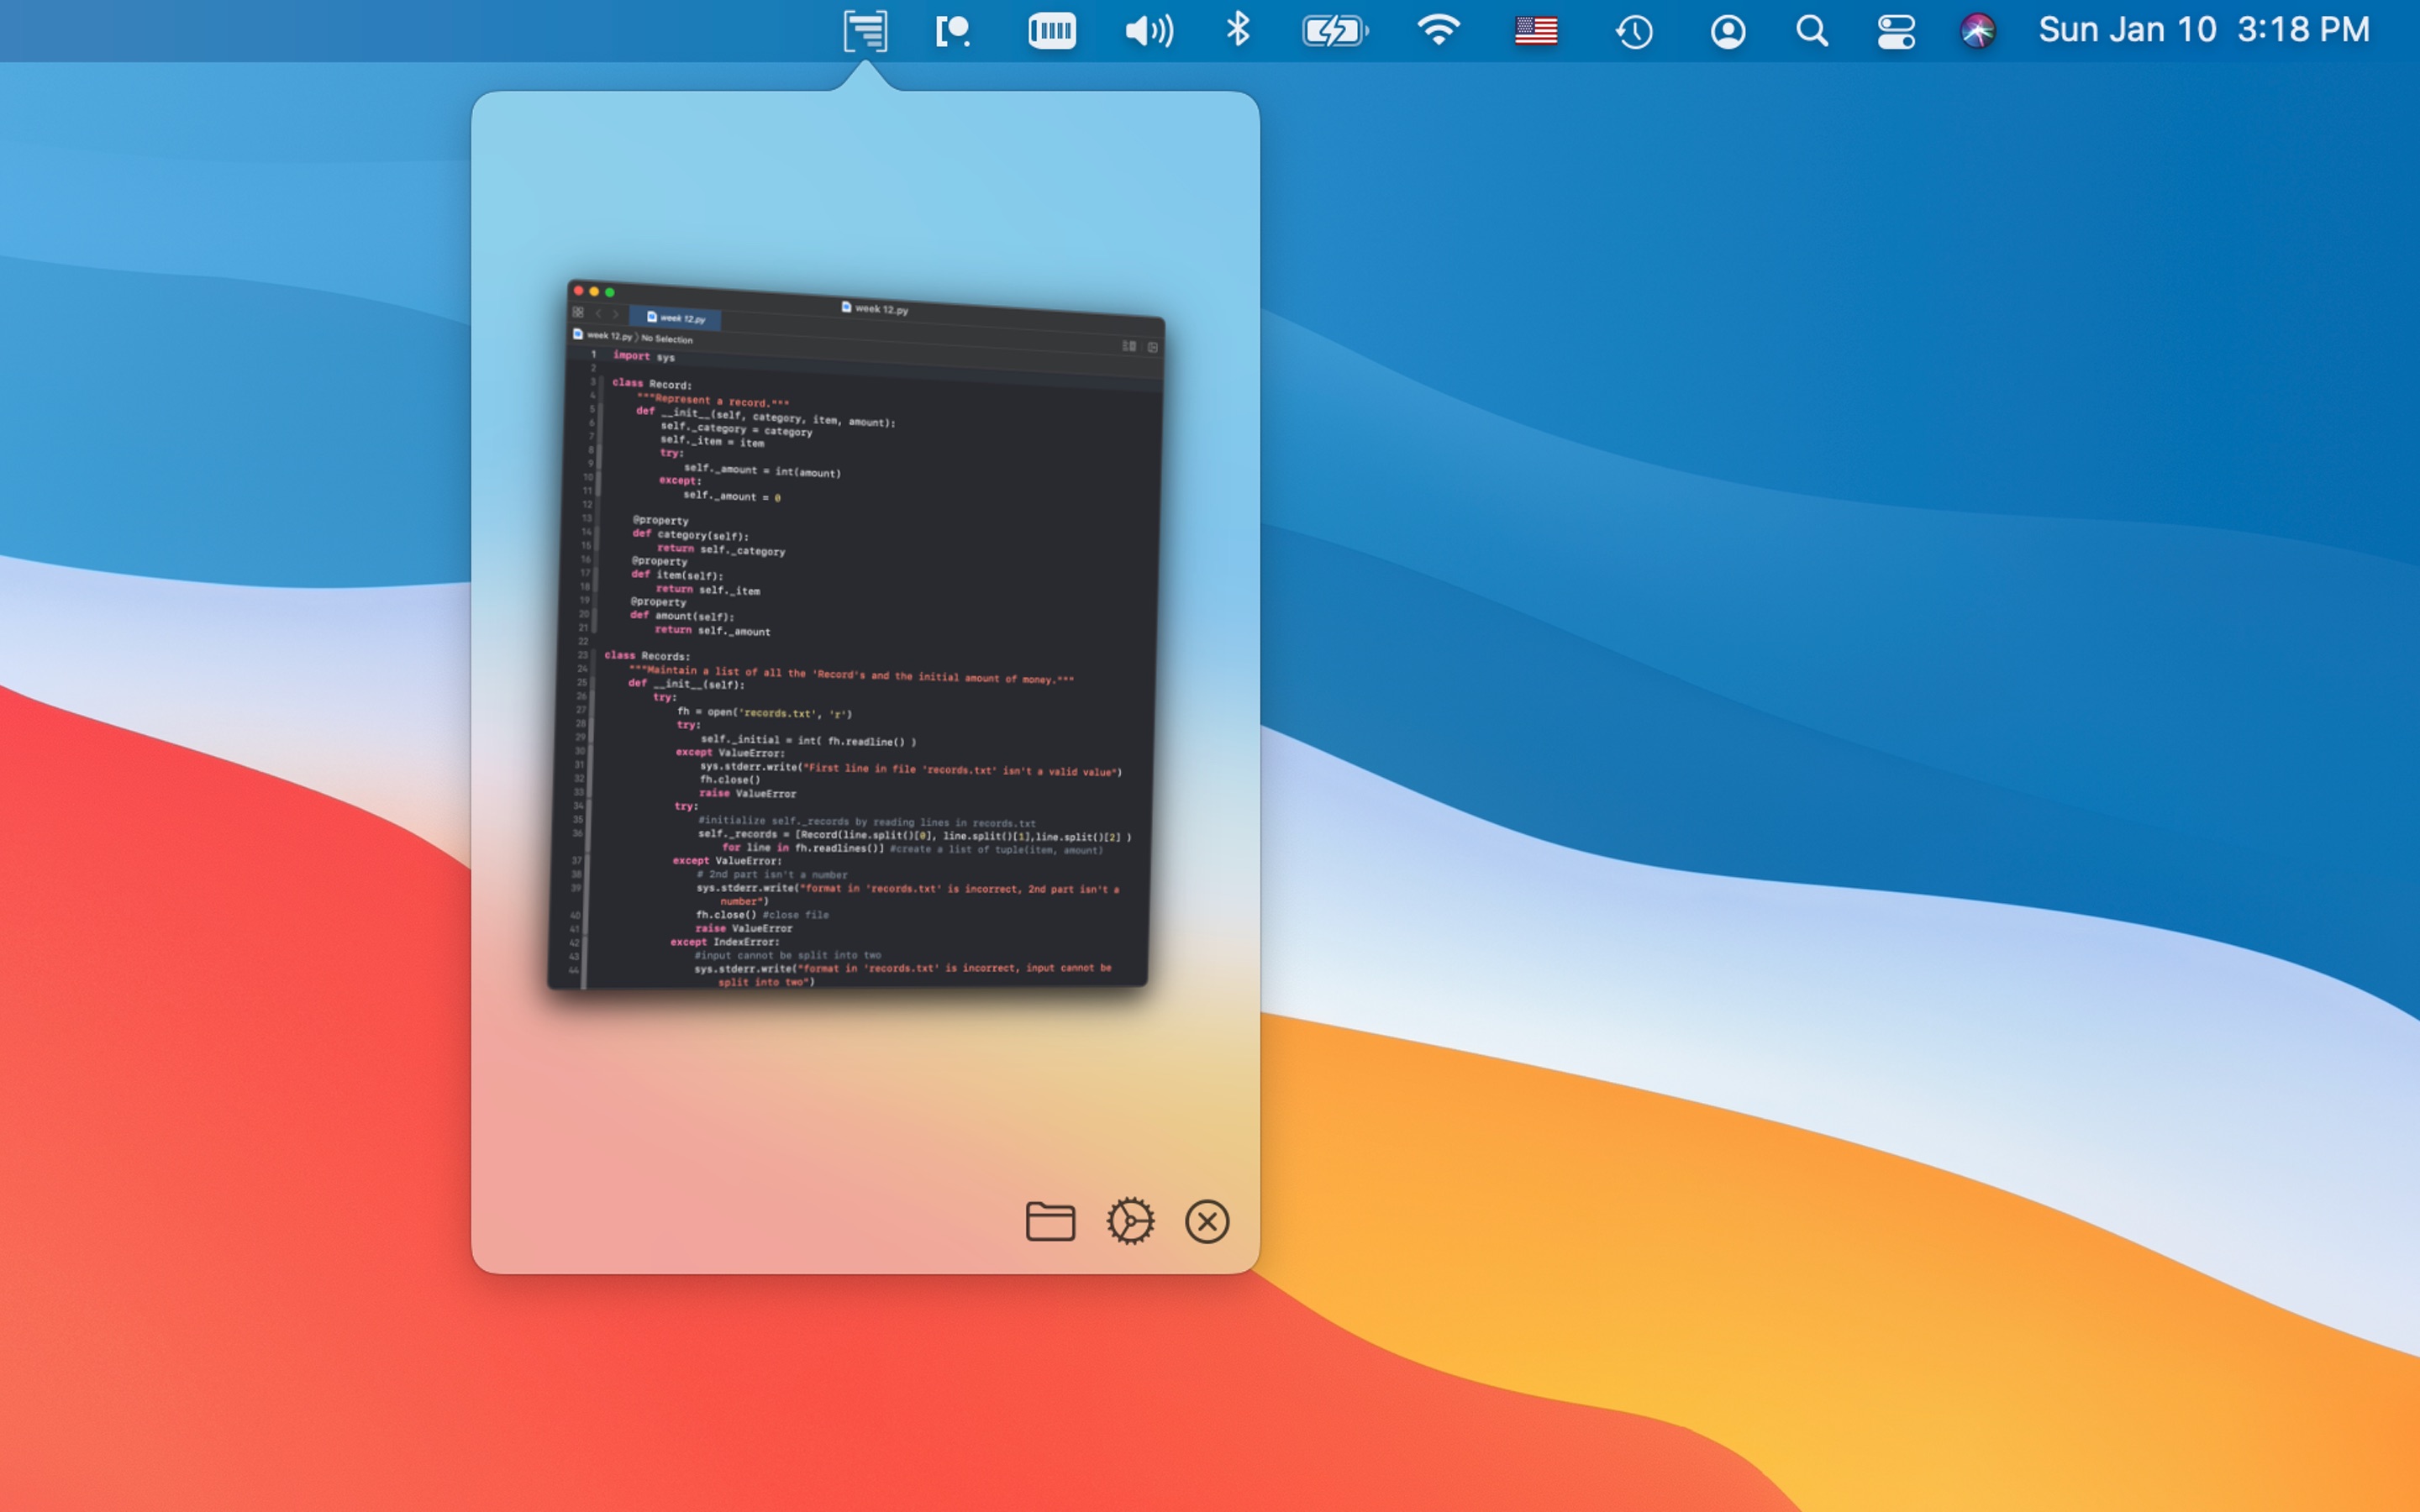 Sun Jan 10 3:18 PM
week 12.py
week 12.py
week 12.py › No Selection
1 import sys
2
3 class Record:
4 """Represent a record."""
5 def __init__(self, category, item, amount):
6 self._category = category
7 self._item = item
8 try:
9 self._amount = int(amount)
10 except:
11 self._amount = 0
12
13 @property
14 def category(self):
15 return self._category
16 @property
17 def item(self):
18 return self._item
19 @property
20 def amount(self):
21 return self._amount
22
23 class Records:
24 """Maintain a list of all the 'Record's and the initial amount of money."""
25 def __init__(self):
26 try:
27 fh = open('records.txt', 'r')
28 try:
29 self._initial = int( fh.readline() )
30 except ValueError:
31 sys.stderr.write("First line in file 'records.txt' isn't a valid value")
32 fh.close()
33 raise ValueError
34 try:
35 #initialize self._records by reading lines in records.txt
36 self._records = [Record(line.split()[0], line.split()[1],line.split()[2] )
for line in fh.readlines()] #create a list of tuple(item, amount)
37 except ValueError:
38 # 2nd part isn't a number
39 sys.stderr.write("format in 'records.txt' is incorrect, 2nd part isn't a
number")
40 fh.close() #close file
41 raise ValueError
42 except IndexError:
43 #input cannot be split into two
44 sys.stderr.write("format in 'records.txt' is incorrect, input cannot be
split into two")